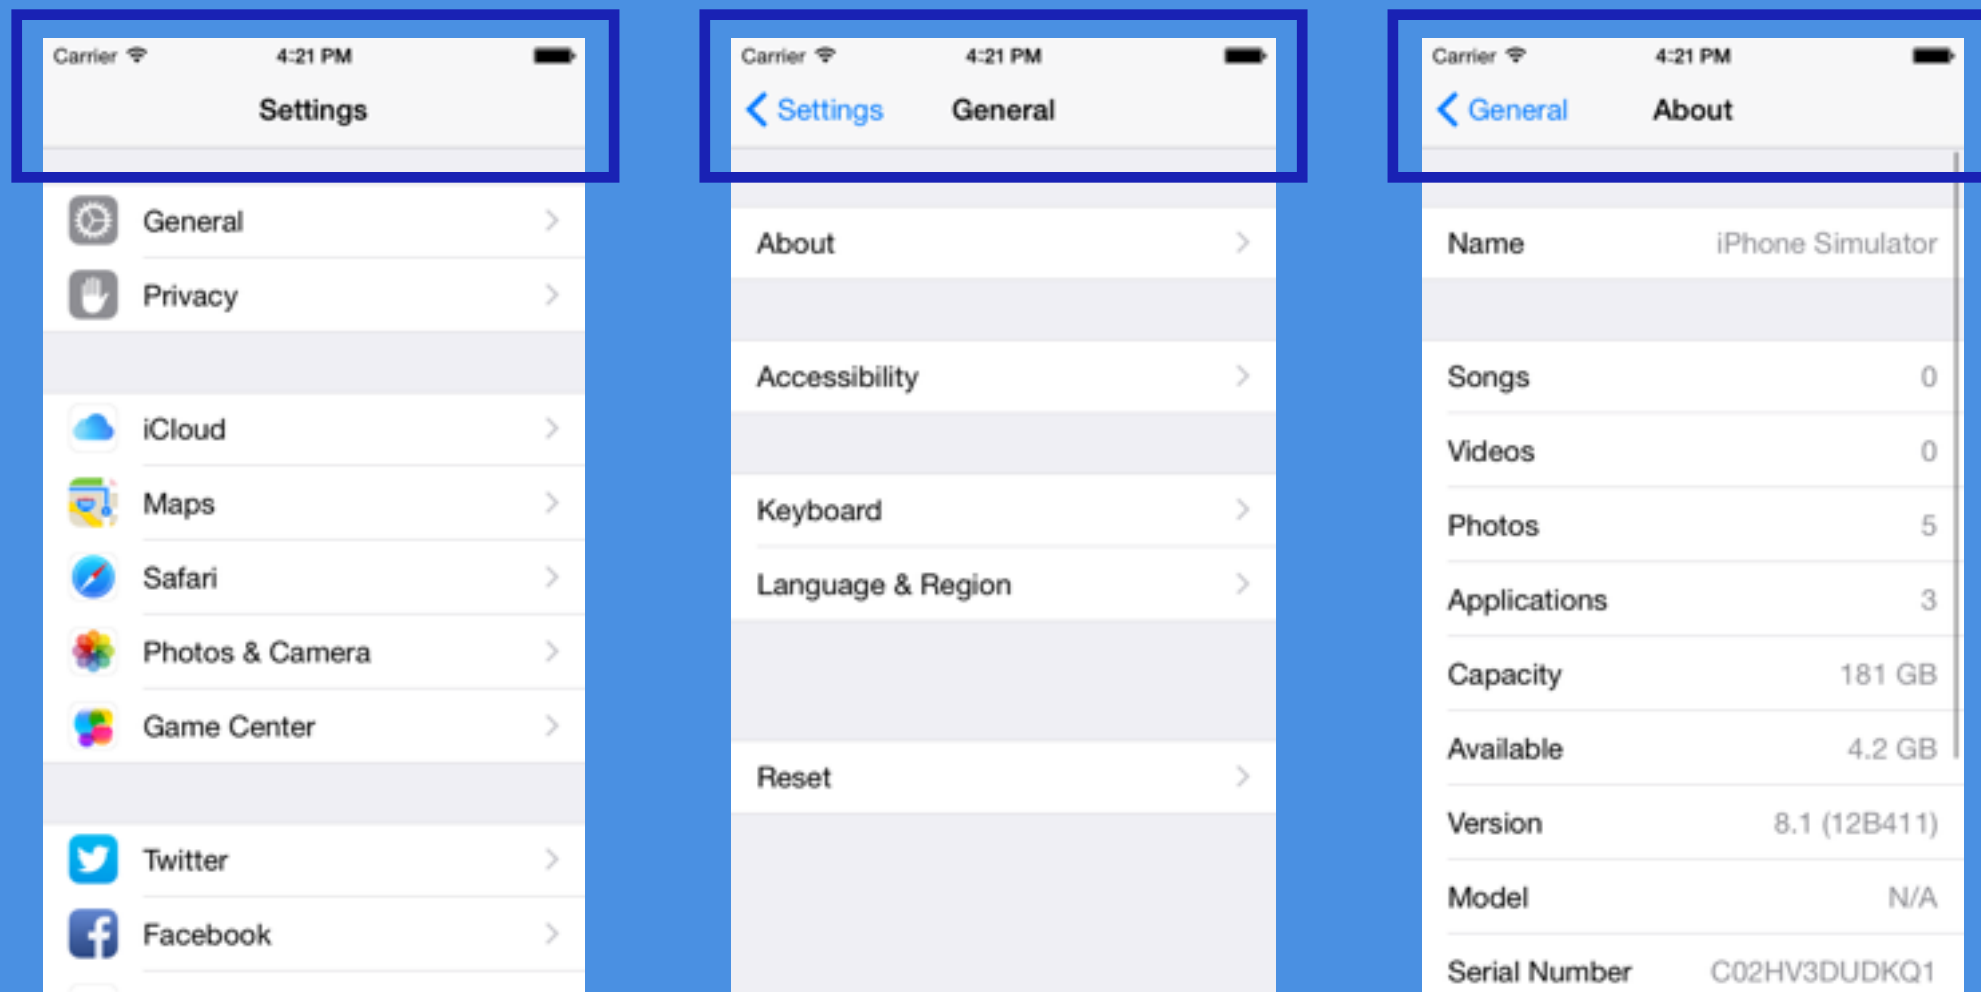 Carrier 4:21 PM
Settings
General
Privacy
iCloud
Maps
Safari
Photos & Camera
Game Center
Twitter
Facebook
Carrier 4:21 PM
Settings General
About
Accessibility
Keyboard
Language & Region
Reset
Carrier 4:21 PM
General About
Name iPhone Simulator
Songs 0
Videos 0
Photos 5
Applications 3
Capacity 181 GB
Available 4.2 GB
Version 8.1 (12B411)
Model N/A
Serial Number C02HV3DUDKQ1